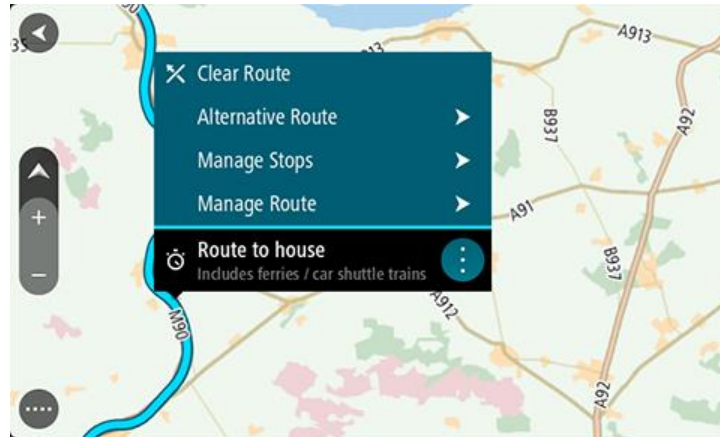 A913
A913
Clear Route
Alternative Route
Manage Stops
Manage Route
Route to house
Includes ferries / car shuttle trains
B937
A92
A91
B937
A912
M90
A92